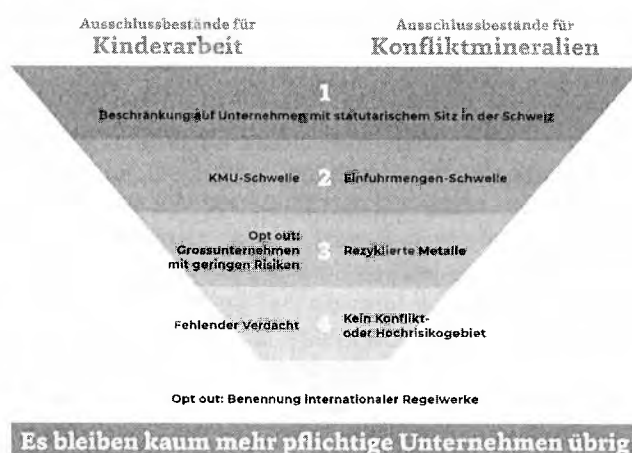 Ausschlussbestände für
Kinderarbeit
Ausschlussbestände für
Konfliktmineralien
1
Beschränkung auf Unternehmen mit statutarischem Sitz in der Schweiz
KMU-Schwelle
2
Einfuhrmengen-Schwelle
Opt out:
Grossunternehmen
mit geringen Risiken
3
Rezyklierte Metalle
Fehlender Verdacht
4
Kein Konflikt-
oder Hochrisikogebiet
Opt out: Benennung internationaler Regelwerke
Es bleiben kaum mehr pflichtige Unternehmen übrig